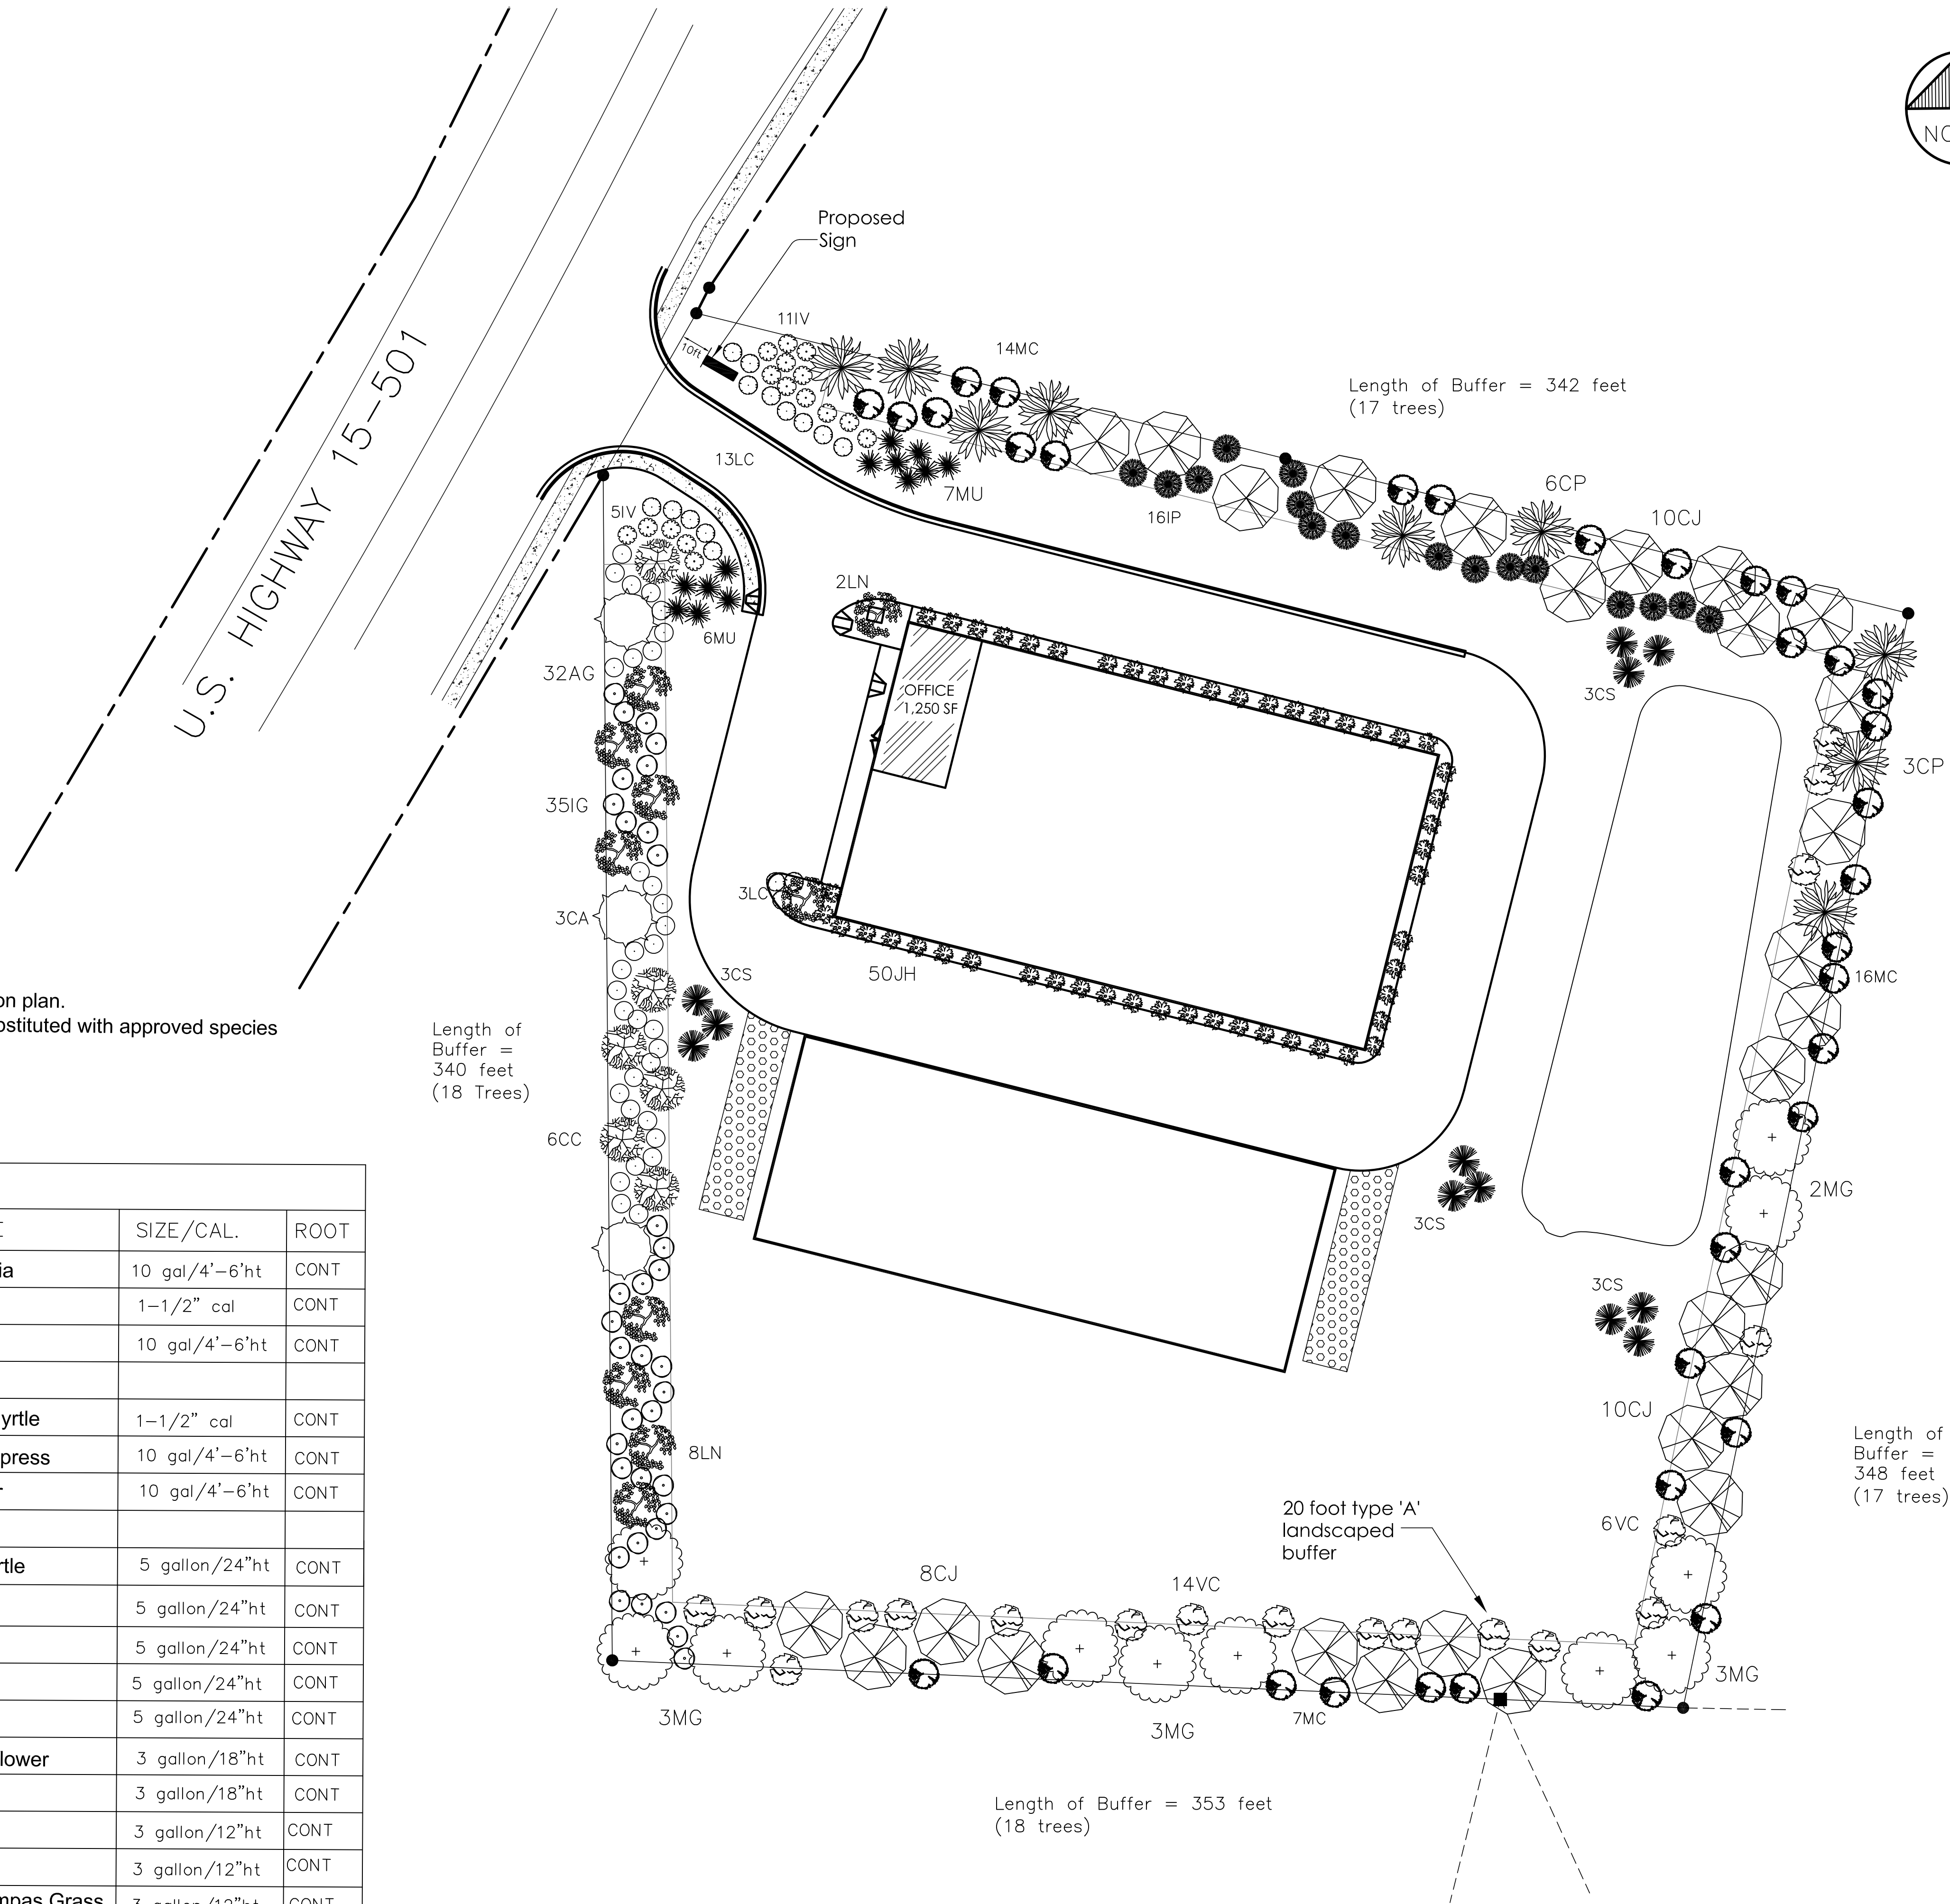 NO
Proposed
Sign
11IV
10ft
14MC
Length of Buffer = 342 feet
(17 trees)
U.S. HIGHWAY 15-501
13LC
7MU
6CP
16IP
10CJ
5IV
2LN
6MU
32AG
OFFICE
1,250 SF
3CS
3CP
35IG
3LC
3CA
3CS
50JH
16MC
on plan.
ostituted with approved species
Length of
Buffer =
340 feet
(18 Trees)
6CC
2MG
3CS
3CS
SIZE/CAL.
ROOT
ia
10 gal/4'-6'ht
CONT
1-1/2" cal
CONT
10 gal/4'-6'ht
CONT
yrtle
1-1/2" cal
CONT
press
10 gal/4'-6'ht
CONT
10 gal/4'-6'ht
CONT
rtle
5 gallon/24"ht
CONT
5 gallon/24"ht
CONT
5 gallon/24"ht
CONT
5 gallon/24"ht
CONT
5 gallon/24"ht
CONT
lower
3 gallon/18"ht
CONT
3 gallon/18"ht
CONT
3 gallon/12"ht
CONT
3 gallon/12"ht
CONT
mpas Grass
3 gallon/12"ht
CONT
10CJ
Length of
Buffer =
348 feet
(17 trees)
8LN
20 foot type 'A'
landscaped
buffer
6VC
8CJ
14VC
3MG
3MG
7MC
3MG
Length of Buffer = 353 feet
(18 trees)